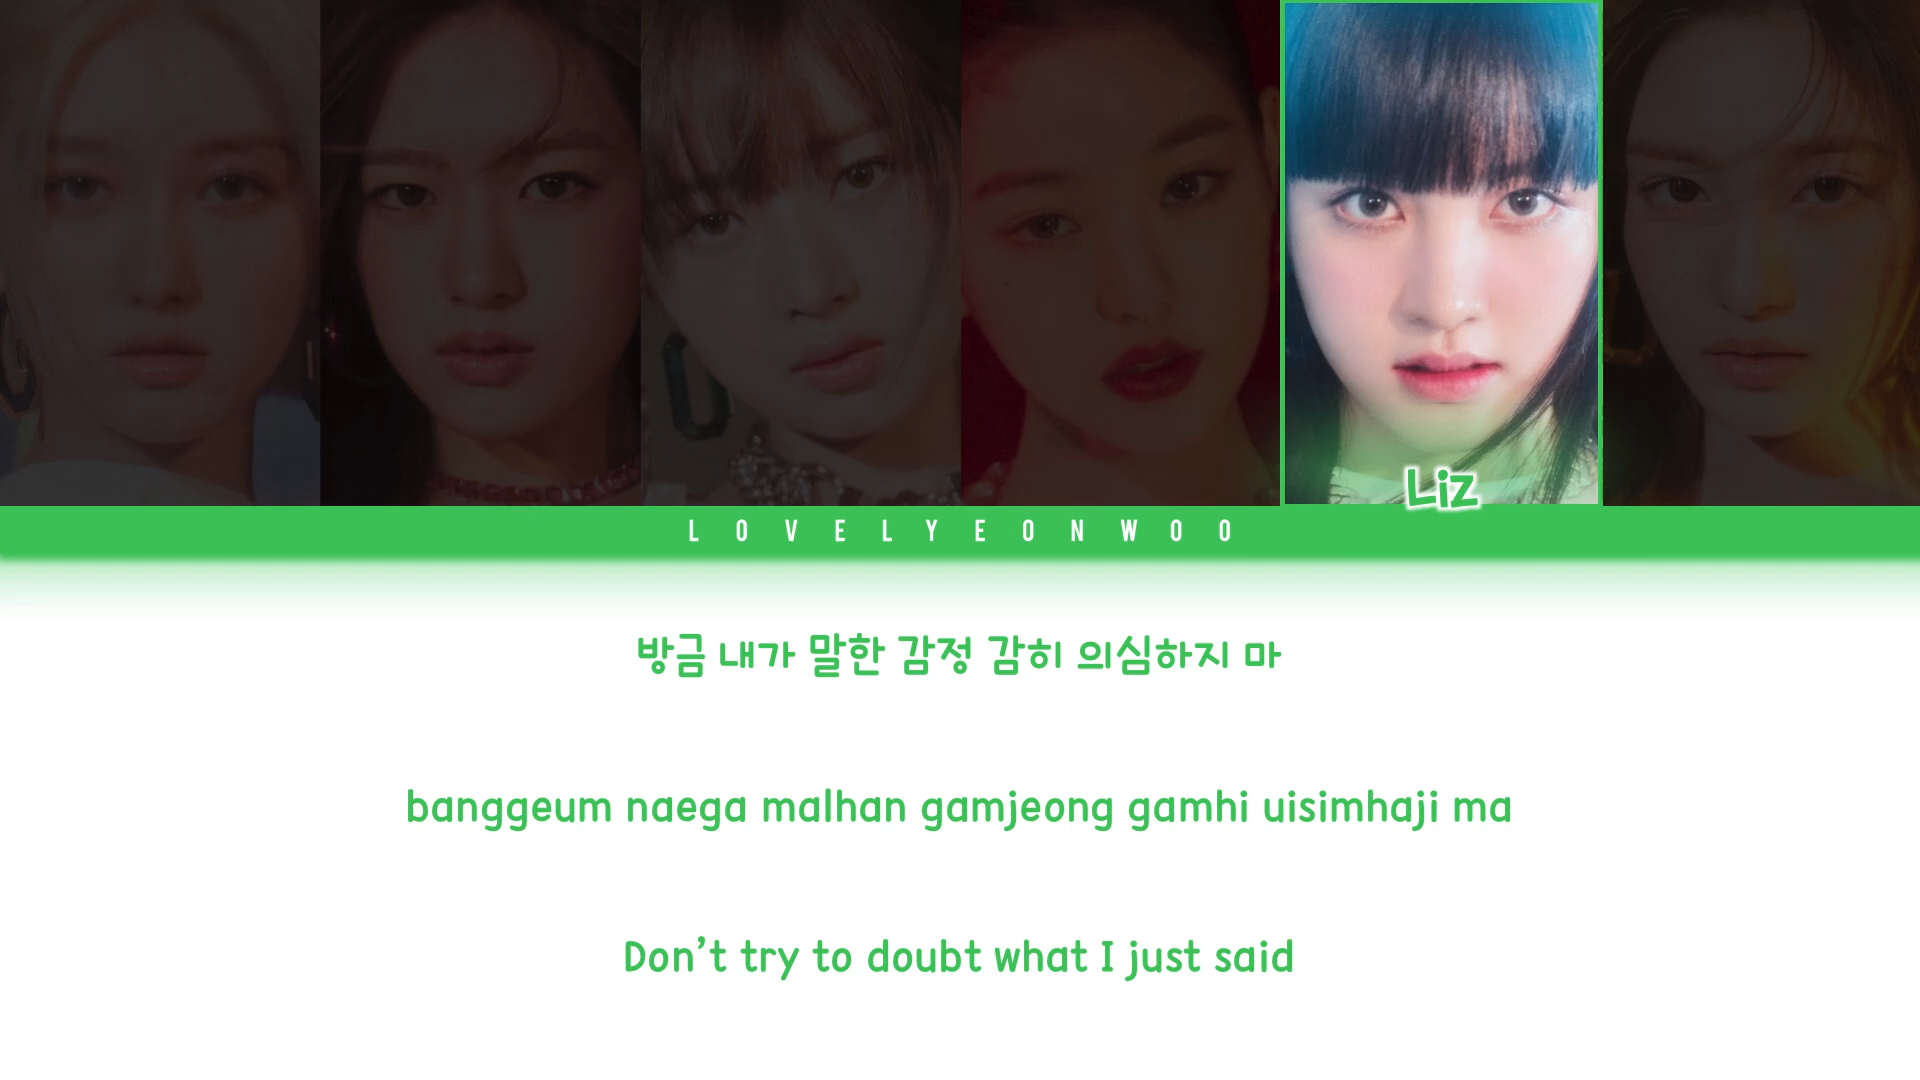 Liz
LOVELYEONWOO
방금 내가 말한 감정 감히 의심하지 마
banggeum naega malhan gamjeong gamhi uisimhaji ma
Don’t try to doubt what I just said